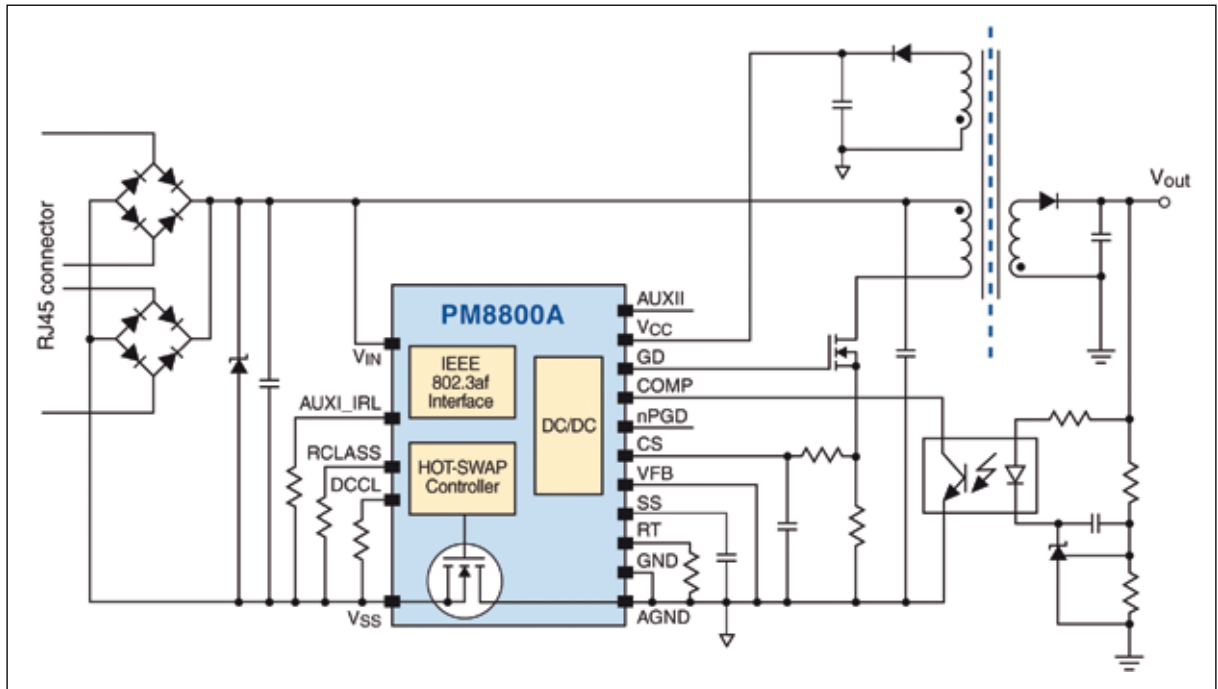 RJ45 connector
PM8800A
VIN
AUXI_IRL
RCLASS
DCCL
VSS
IEEE
802.3af
Interface
HOT-SWAP
Controller
DC/DC
AUXII
VCC
GD
COMP
nPGD
CS
VFB
SS
RT
GND
AGND
Vout